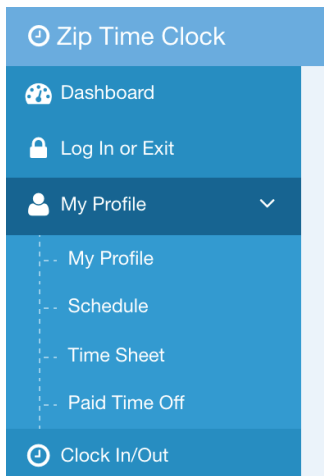 Zip Time Clock
Dashboard
Log In or Exit
My Profile
My Profile
Schedule
Time Sheet
Paid Time Off
Clock In/Out